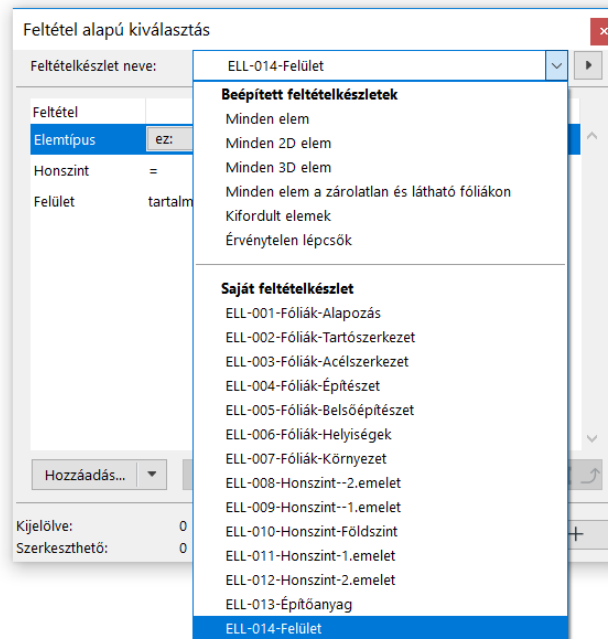 Feltétel alapú kiválasztás
Feltételkészlet neve: ELL-014-Felület
Beépített feltételkészletek
Minden elem
Minden 2D elem
Minden 3D elem
Minden elem a zárolatlan és látható fóliákon
Kifordult elemek
Érvénytelen lépcsők
Saját feltételkészlet
ELL-001-Fóliák-Alapozás
ELL-002-Fóliák-Tartószerkezet
ELL-003-Fóliák-Acélszerkezet
ELL-004-Fóliák-Építészet
ELL-005-Fóliák-Belsőépítészet
ELL-006-Fóliák-Helyiségek
ELL-007-Fóliák-Környezet
ELL-008-Honszint--2.emelet
ELL-009-Honszint--1.emelet
ELL-010-Honszint-Földszint
ELL-011-Honszint-1.emelet
ELL-012-Honszint-2.emelet
ELL-013-Építőanyag
ELL-014-Felület
Feltétel
Elemtípus ez:
Honszint =
Felület tartalm
Hozzáadás...
Kijelölve: 0
Szerkeszthető: 0